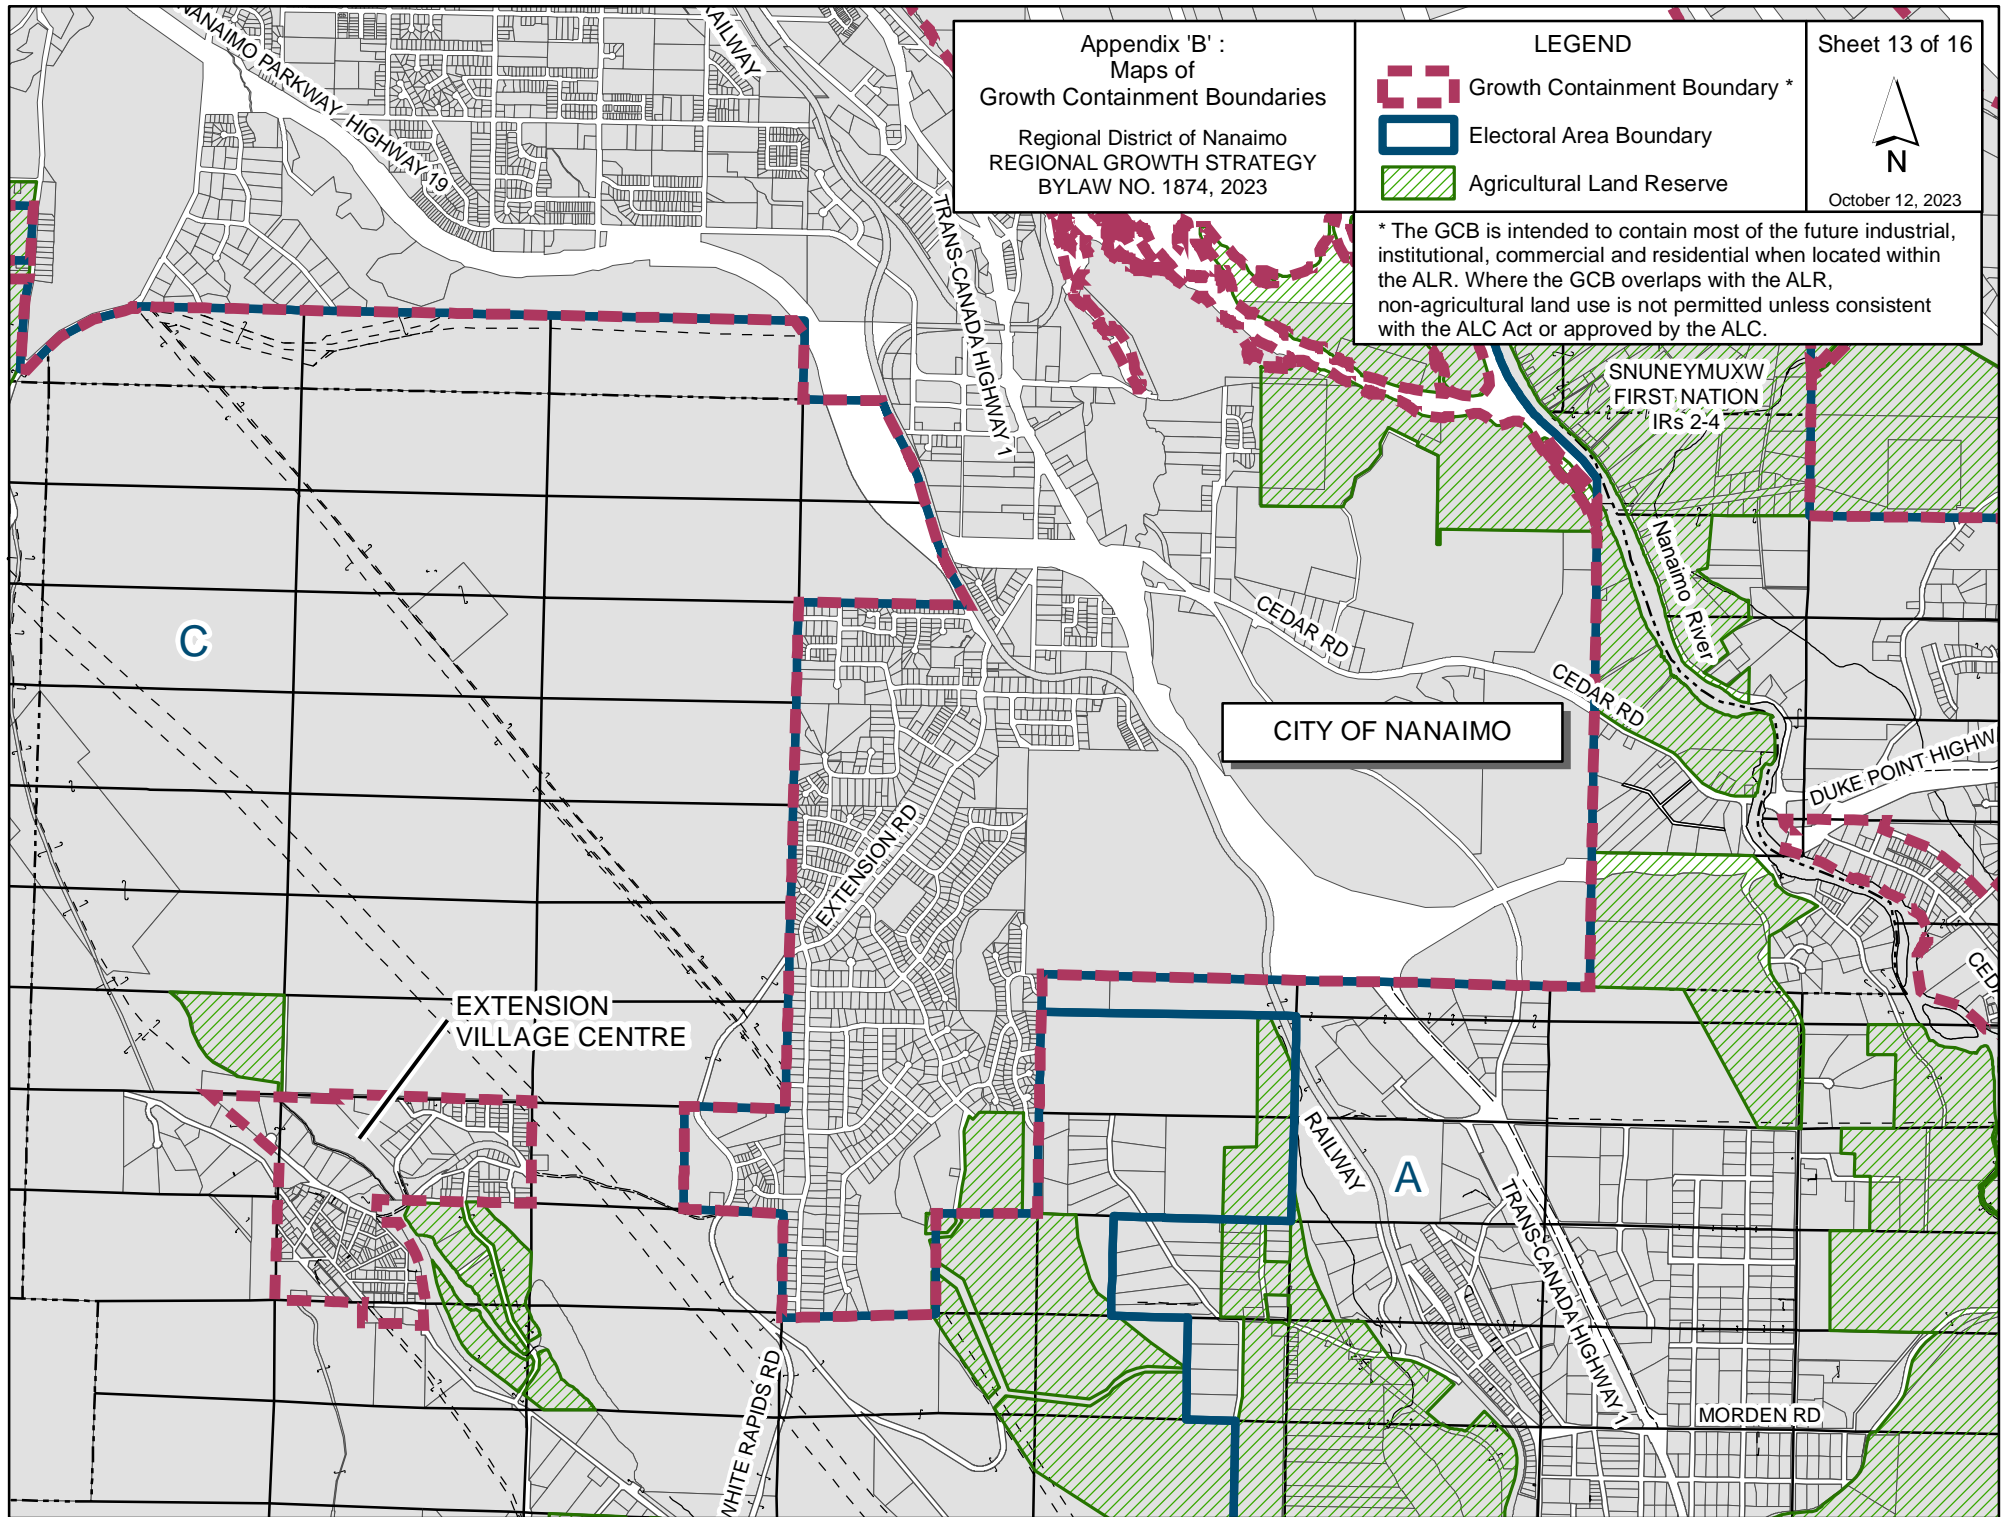 Appendix 'B' :
Maps of
Growth Containment Boundaries
Regional District of Nanaimo
REGIONAL GROWTH STRATEGY
BYLAW NO. 1874, 2023
LEGEND
Growth Containment Boundary *
Electoral Area Boundary
Agricultural Land Reserve
Sheet 13 of 16
N
October 12, 2023
* The GCB is intended to contain most of the future industrial,
institutional, commercial and residential when located within
the ALR. Where the GCB overlaps with the ALR,
non-agricultural land use is not permitted unless consistent
with the ALC Act or approved by the ALC.
NANAIMO PARKWAY HIGHWAY 19
RAILWAY
TRANS-CANADA HIGHWAY 1
SNUNEYMUXW
FIRST NATION
IRs 2-4
Nanaimo River
C
CEDAR RD
CEDAR RD
CITY OF NANAIMO
DUKE POINT HIGHW
EXTENSION RD
CED
EXTENSION
VILLAGE CENTRE
RAILWAY
A
TRANS-CANADA HIGHWAY 1
WHITE RAPIDS RD
MORDEN RD